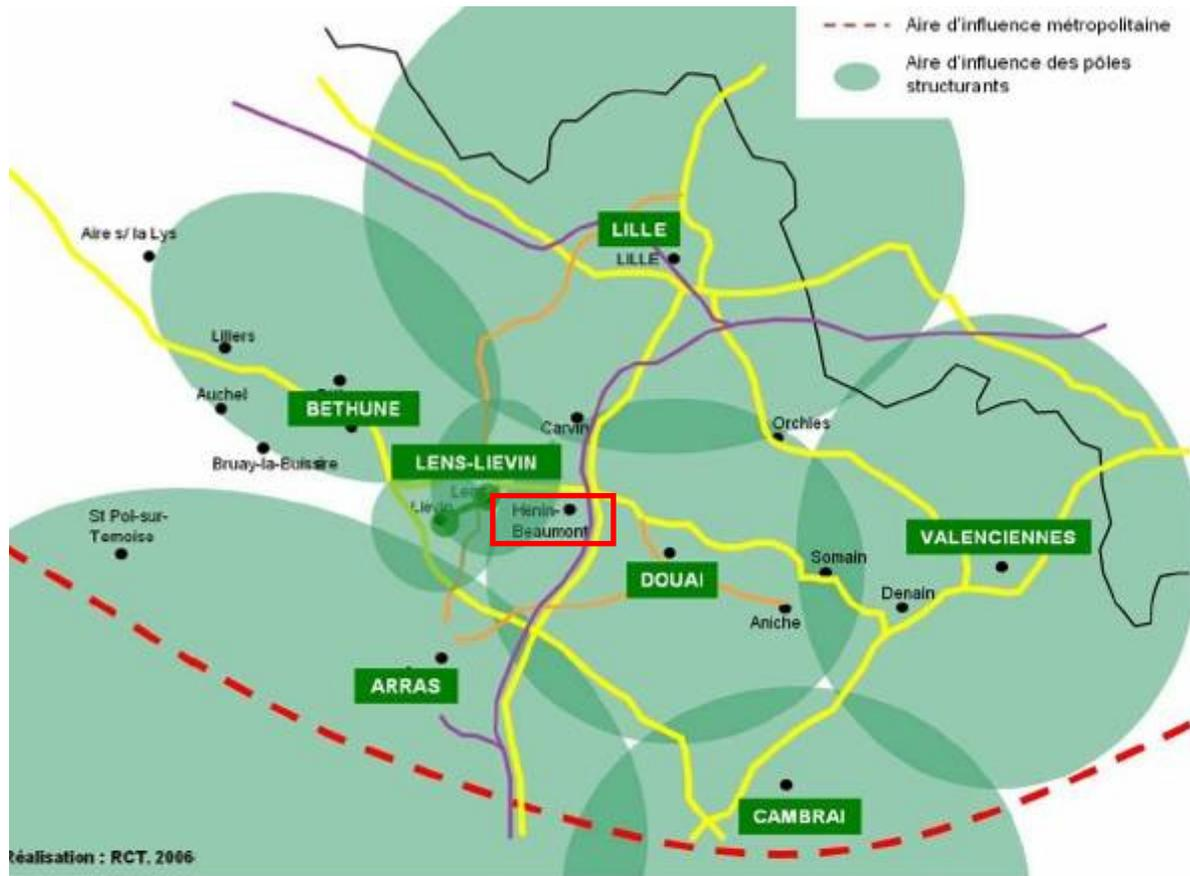 Aire d'influence métropolitaine
Aire d'influence des pôles
structurants
LILLE
LILLE
Aire s/ la Lys
Lillers
Auchel
BETHUNE
Bruay-la-Buissière
Carvin
Orchies
LENS-LIEVIN
Liévin
Hénin-
Beaumont
St Pol-sur-
Ternoise
VALENCIENNES
DOUAI
Somain
Denain
Aniche
ARRAS
CAMBRAI
Réalisation : RCT. 2006